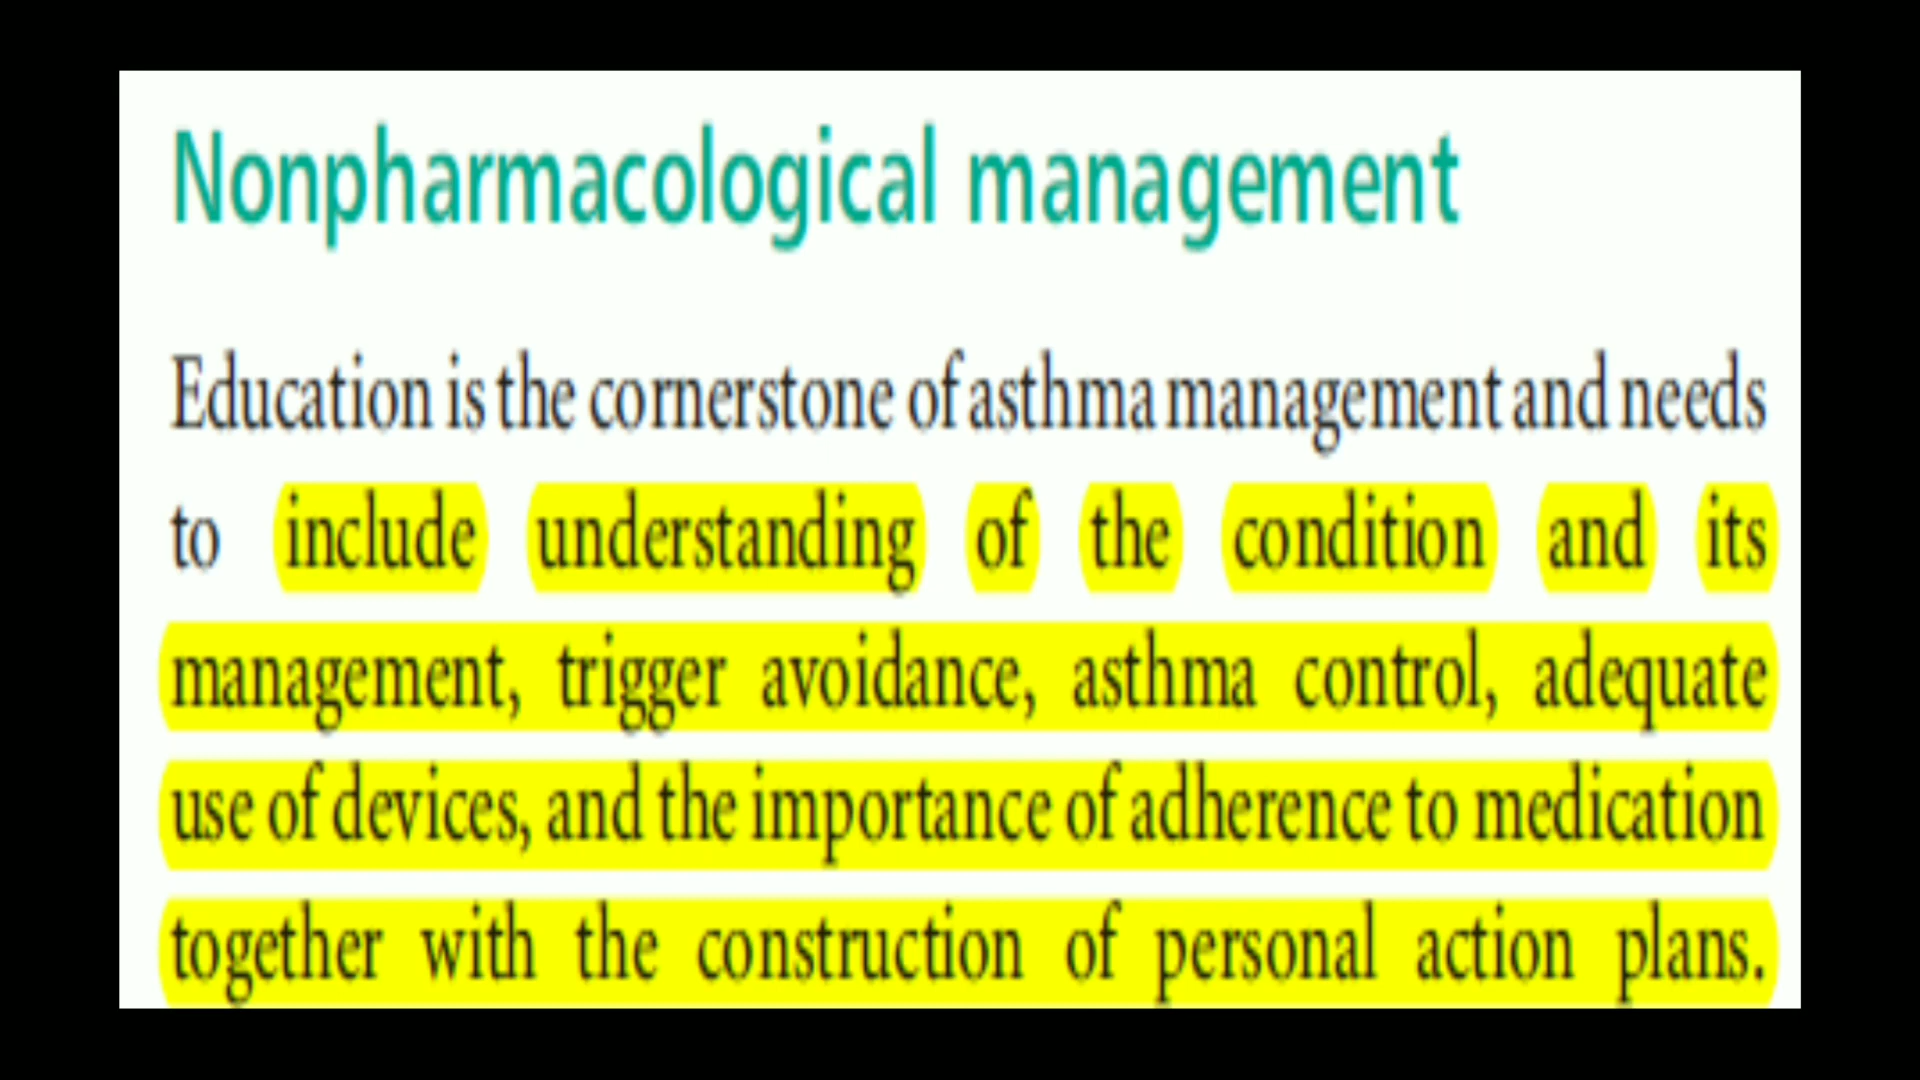 Nonpharmacological management
Education is the cornerstone of asthma management and needs
to include understanding of the condition and its
management, trigger avoidance, asthma control, adequate
use of devices, and the importance of adherence to medication
together with the construction of personal action plans.